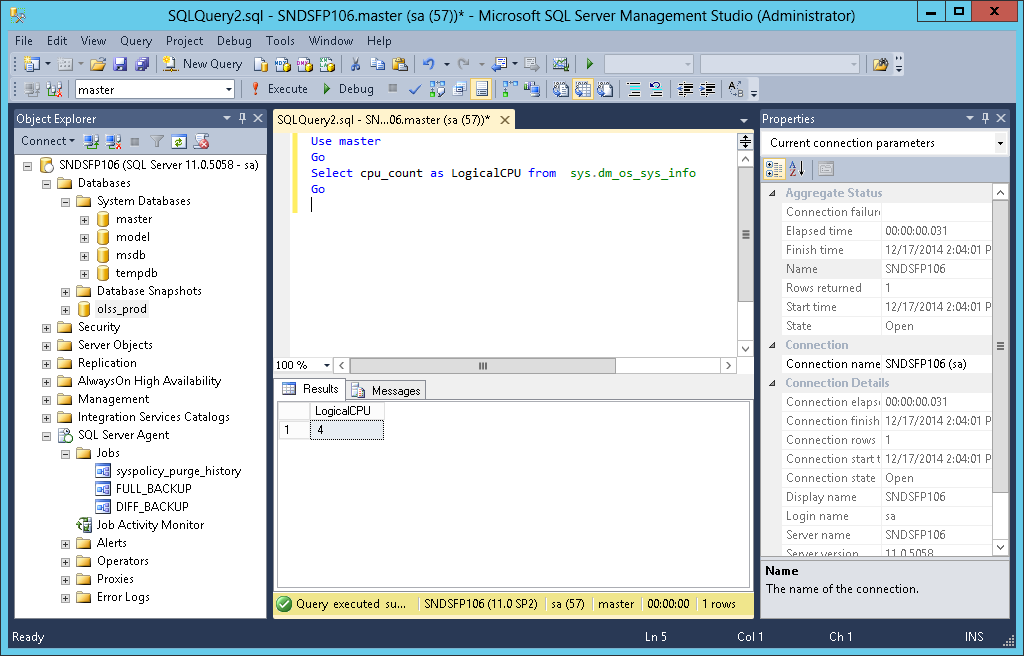 SQLQuery2.sql - SNDSFP106.master (sa (57))* - Microsoft SQL Server Management Studio (Administrator)
File Edit View Query Project Debug Tools Window Help
New Query
master Execute Debug
Object Explorer
Connect
SNDSFP106 (SQL Server 11.0.5058 - sa)
Databases
System Databases
master
model
msdb
tempdb
Database Snapshots
olss_prod
Security
Server Objects
Replication
AlwaysOn High Availability
Management
Integration Services Catalogs
SQL Server Agent
Jobs
syspolicy_purge_history
FULL_BACKUP
DIFF_BACKUP
Job Activity Monitor
Alerts
Operators
Proxies
Error Logs
SQLQuery2.sql - SN...06.master (sa (57))*
Use master
Go
Select cpu_count as LogicalCPU from sys.dm_os_sys_info
Go
100 %
Results Messages
LogicalCPU
1 4
Query executed su... SNDSFP106 (11.0 SP2) sa (57) master 00:00:00 1 rows
Properties
Current connection parameters
Aggregate Status
Connection failure
Elapsed time 00:00:00.031
Finish time 12/17/2014 2:04:01 P
Name SNDSFP106
Rows returned 1
Start time 12/17/2014 2:04:01 P
State Open
Connection
Connection name SNDSFP106 (sa)
Connection Details
Connection elaps 00:00:00.031
Connection finish 12/17/2014 2:04:01 P
Connection rows 1
Connection start t 12/17/2014 2:04:01 P
Connection state Open
Display name SNDSFP106
Login name sa
Server name SNDSFP106
Server version 11.0.5058
Name
The name of the connection.
Ready Ln 5 Col 1 Ch 1 INS